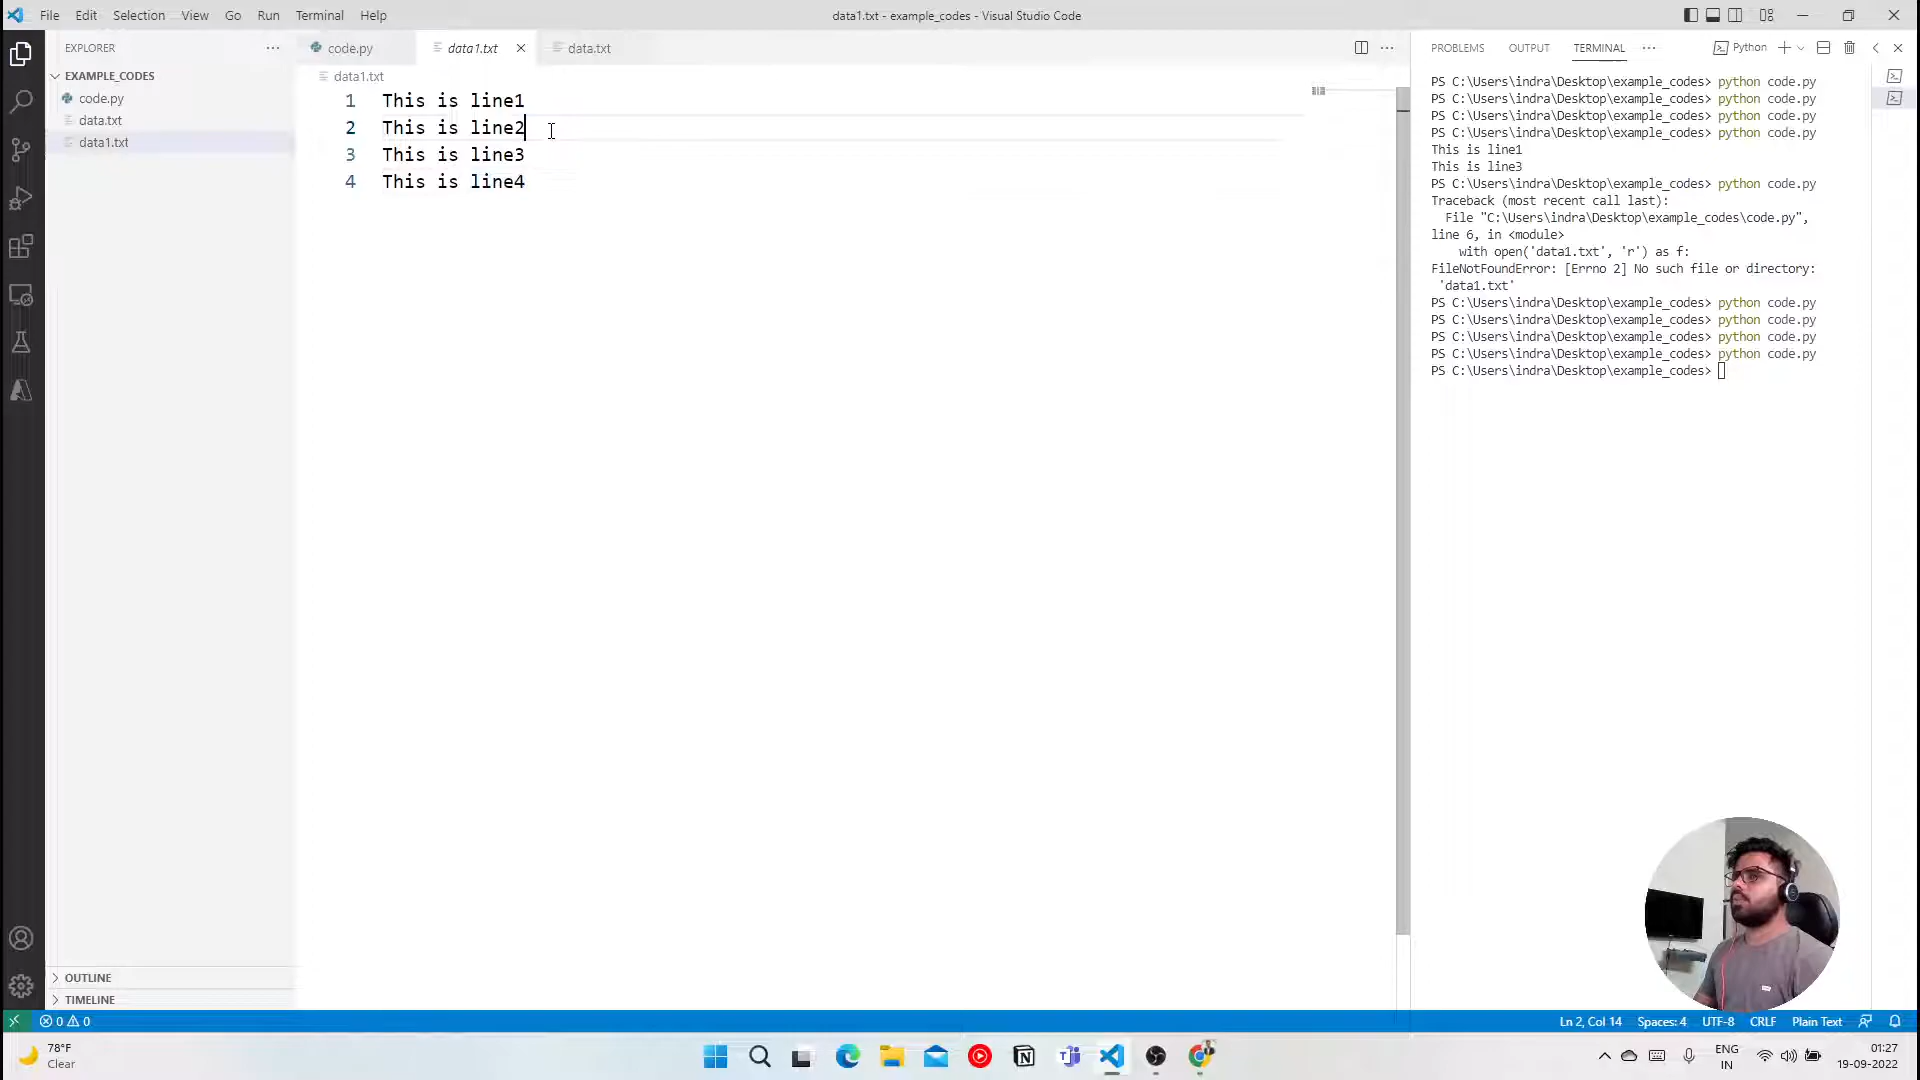 File Edit Selection View Go Run Terminal Help
data1.txt - example_codes - Visual Studio Code
EXPLORER
EXAMPLE_CODES
code.py
data.txt
data1.txt
OUTLINE
TIMELINE
code.py
data1.txt
data.txt
data1.txt
1 This is line1
2 This is line2
3 This is line3
4 This is line4
PROBLEMS OUTPUT TERMINAL
Python
PS C:\Users\indra\Desktop\example_codes> python code.py
PS C:\Users\indra\Desktop\example_codes> python code.py
PS C:\Users\indra\Desktop\example_codes> python code.py
PS C:\Users\indra\Desktop\example_codes> python code.py
This is line1
This is line3
PS C:\Users\indra\Desktop\example_codes> python code.py
Traceback (most recent call last):
File "C:\Users\indra\Desktop\example_codes\code.py",
line 6, in <module>
with open('data1.txt', 'r') as f:
FileNotFoundError: [Errno 2] No such file or directory:
'data1.txt'
PS C:\Users\indra\Desktop\example_codes> python code.py
PS C:\Users\indra\Desktop\example_codes> python code.py
PS C:\Users\indra\Desktop\example_codes> python code.py
PS C:\Users\indra\Desktop\example_codes> python code.py
PS C:\Users\indra\Desktop\example_codes>
0 0
Ln 2, Col 14 Spaces: 4 UTF-8 CRLF Plain Text
78°F
Clear
ENG
IN
01:27
19-09-2022